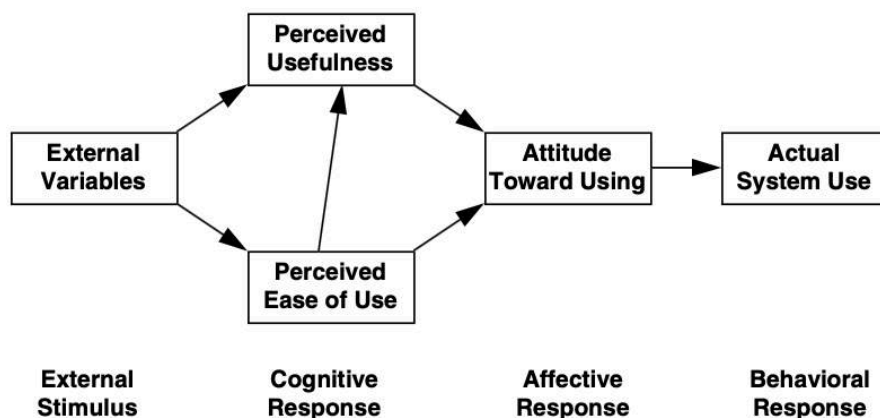 Perceived
Usefulness
External
Variables
Attitude
Toward Using
Actual
System Use
Perceived
Ease of Use
External
Stimulus
Cognitive
Response
Affective
Response
Behavioral
Response